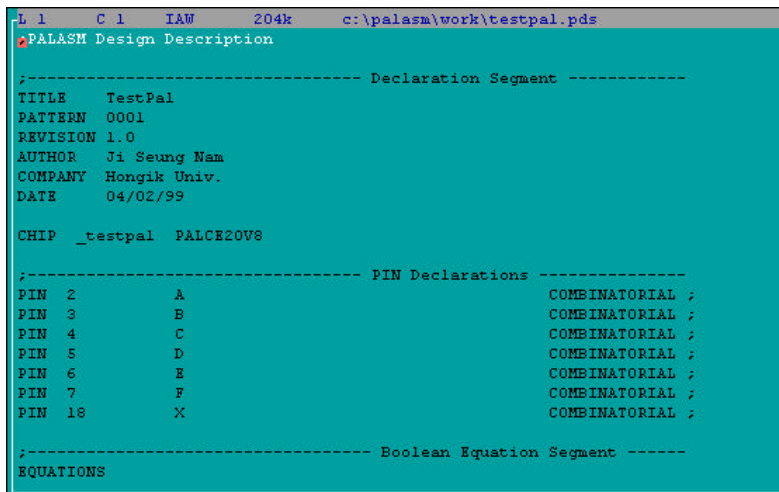 L 1 C 1 IAW 204k c:\palasm\work\testpal.pds
;PALASM Design Description
;---------------------------------- Declaration Segment ------------
TITLE TestPal
PATTERN 0001
REVISION 1.0
AUTHOR Ji Seung Nam
COMPANY Hongik Univ.
DATE 04/02/99
CHIP _testpal PALCE20V8
;---------------------------------- PIN Declarations ---------------
PIN 2 A COMBINATORIAL ;
PIN 3 B COMBINATORIAL ;
PIN 4 C COMBINATORIAL ;
PIN 5 D COMBINATORIAL ;
PIN 6 E COMBINATORIAL ;
PIN 7 F COMBINATORIAL ;
PIN 18 X COMBINATORIAL ;
;----------------------------------- Boolean Equation Segment ------
EQUATIONS